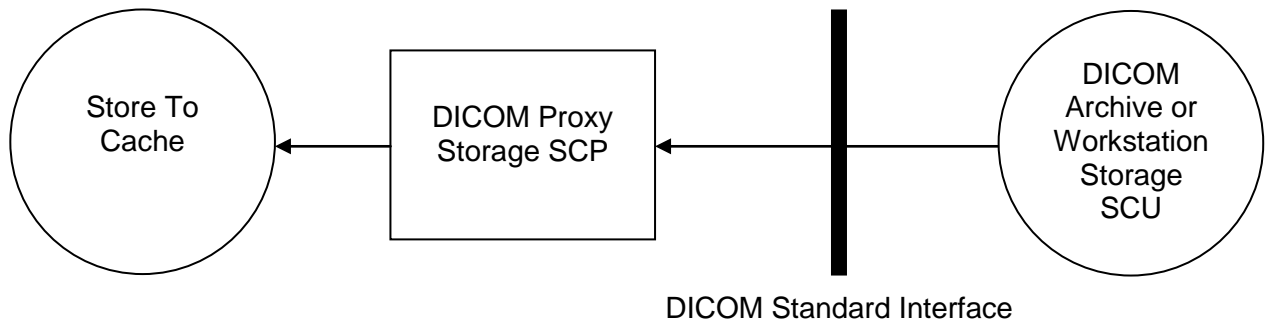 Store To
Cache
DICOM Proxy
Storage SCP
DICOM
Archive or
Workstation
Storage
SCU
DICOM Standard Interface